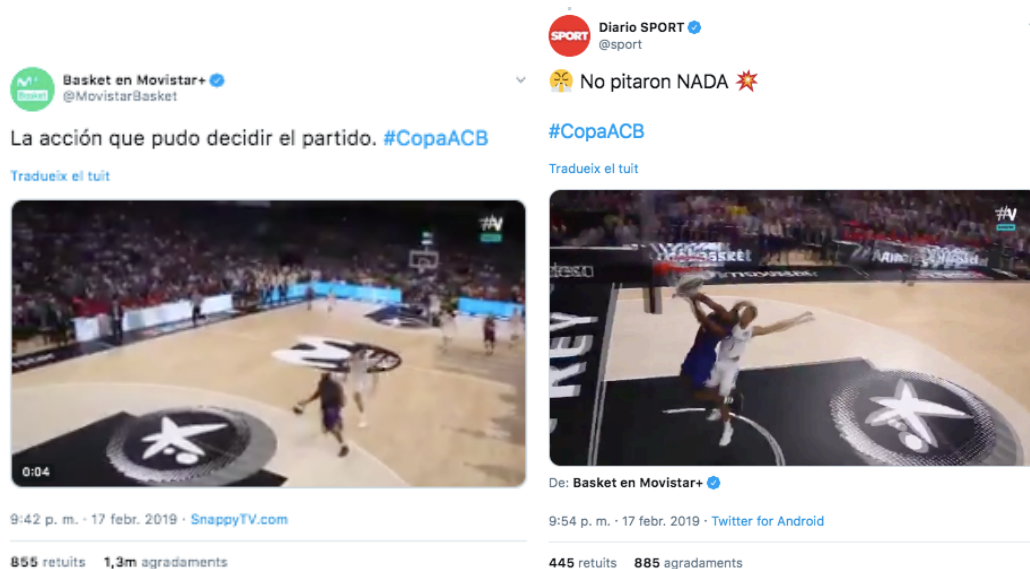 Basket en Movistar+
@MovistarBasket
La acción que pudo decidir el partido. #CopaACB
Tradueix el tuit
0:04
9:42 p. m. · 17 febr. 2019 · SnappyTV.com
855 retuits 1,3m agradaments
SPORT
Diario SPORT
@sport
No pitaron NADA
#CopaACB
Tradueix el tuit
REY
De: Basket en Movistar+
9:54 p. m. · 17 febr. 2019 · Twitter for Android
445 retuits 885 agradaments